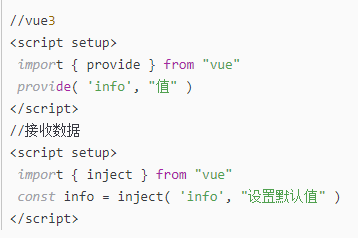 //vue3
<script setup>
import { provide } from "vue"
provide( 'info', "值" )
</script>
//接收数据
<script setup>
import { inject } from "vue"
const info = inject( 'info', "设置默认值" )
</script>